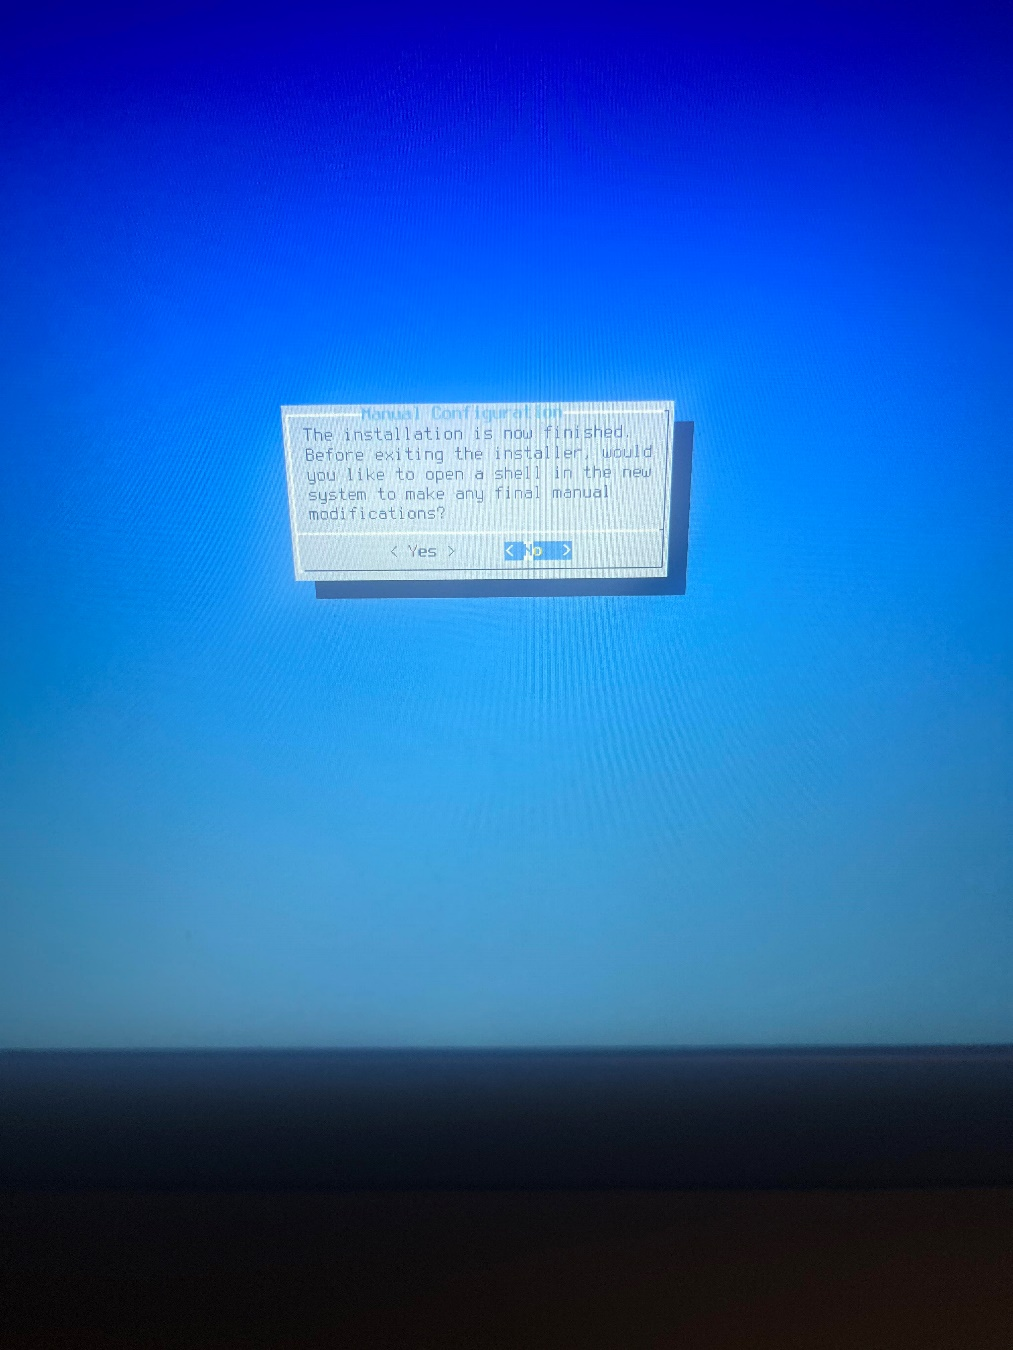 Manual Configuration
The installation is now finished.
Before exiting the installer, would
you like to open a shell in the new
system to make any final manual
modifications?
< Yes > < No >